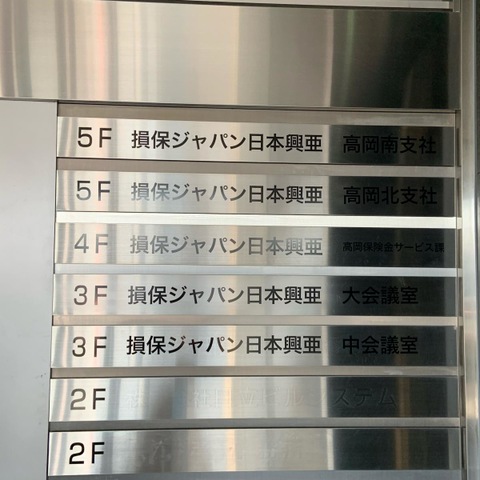 5F 損保ジャパン日本興亜 高岡南支社
5F 損保ジャパン日本興亜 高岡北支社
4F 損保ジャパン日本興亜 高岡保険金サービス課
3F 損保ジャパン日本興亜 大会議室
3F 損保ジャパン日本興亜 中会議室
2F
2F